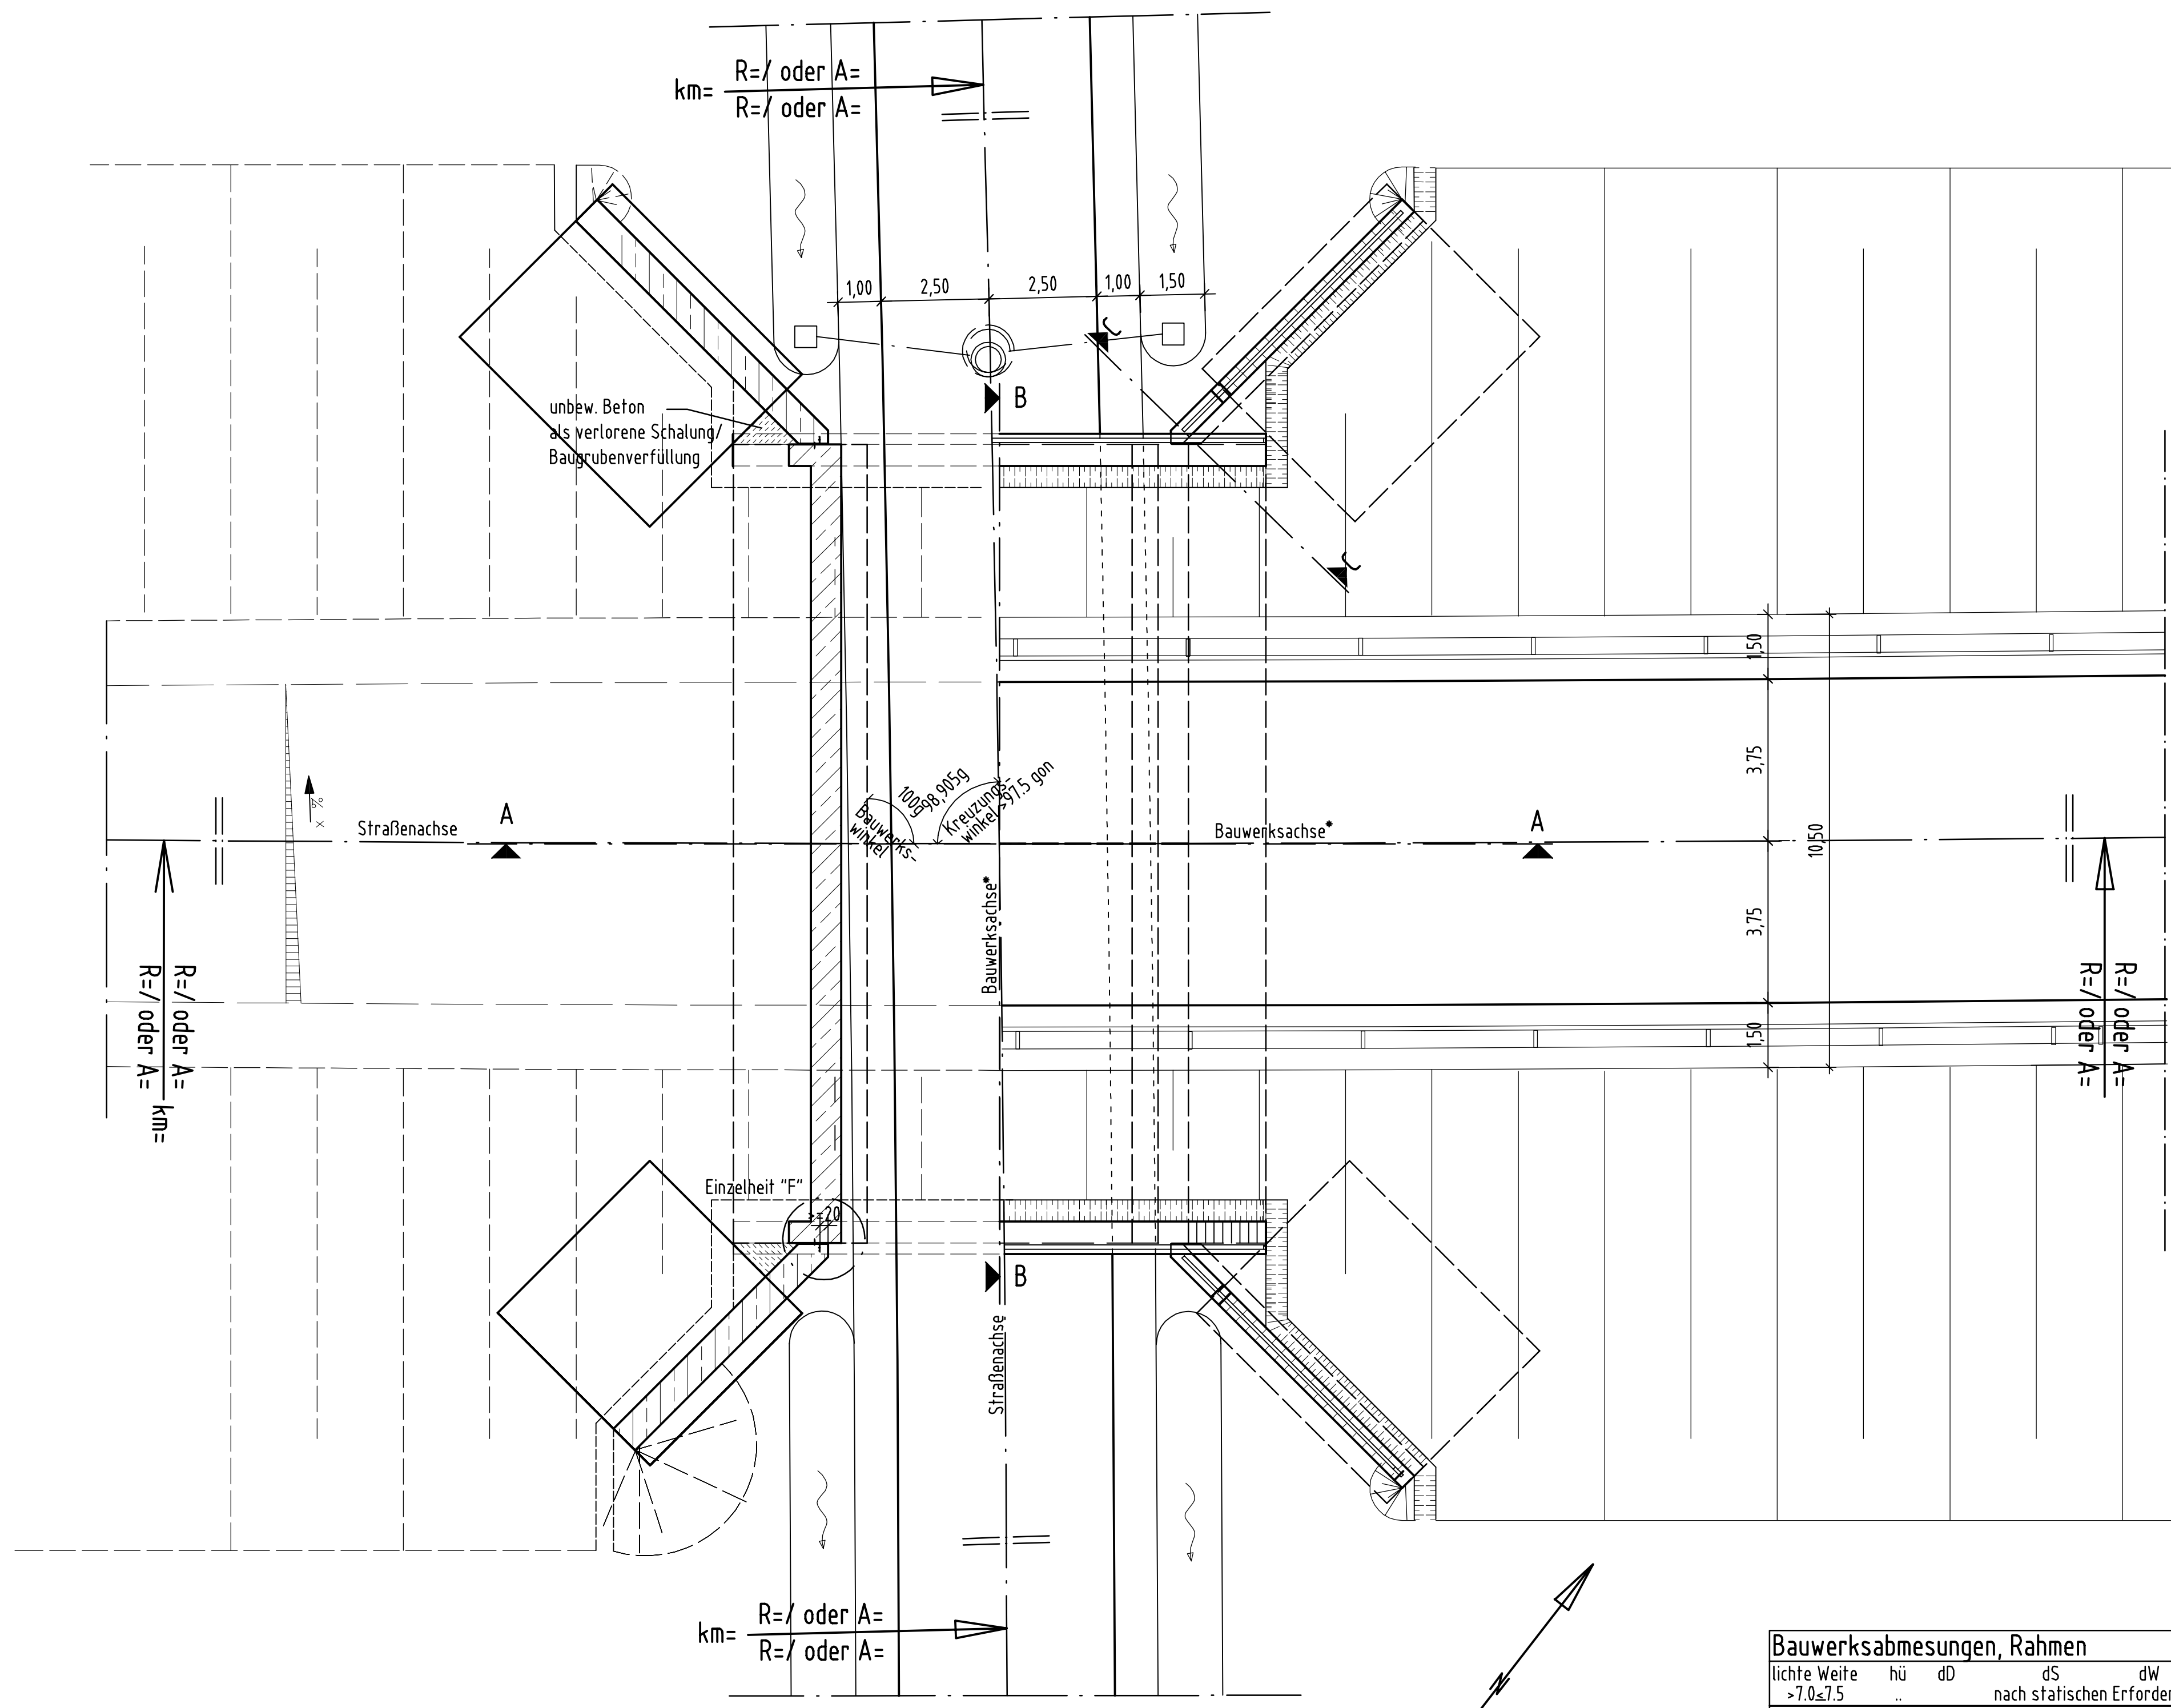 R=/ oder A=
km=
R=/ oder A=
1,00
2,50
2,50
1,00
1,50
J
B
unbew. Beton
als verlorene Schalung/
Baugrubenverfüllung
J
1,50
3,75
10,50
3,75
1,50
x %
Straßenachse
A
100g
98,905g
Bauwerks-
winkel
Kreuzungs-
winkel >97.5 gon
Bauwerksachse*
A
Bauwerksachse*
R=/ oder A=
R=/ oder A=
km=
R=/ oder A=
R=/ oder A=
Einzelheit "F"
>=20
B
Straßenachse
R=/ oder A=
km=
R=/ oder A=
N
Bauwerksabmesungen, Rahmen
lichte Weite hü dD dS dW
>7.0≤7.5 .. nach statischen Erforder